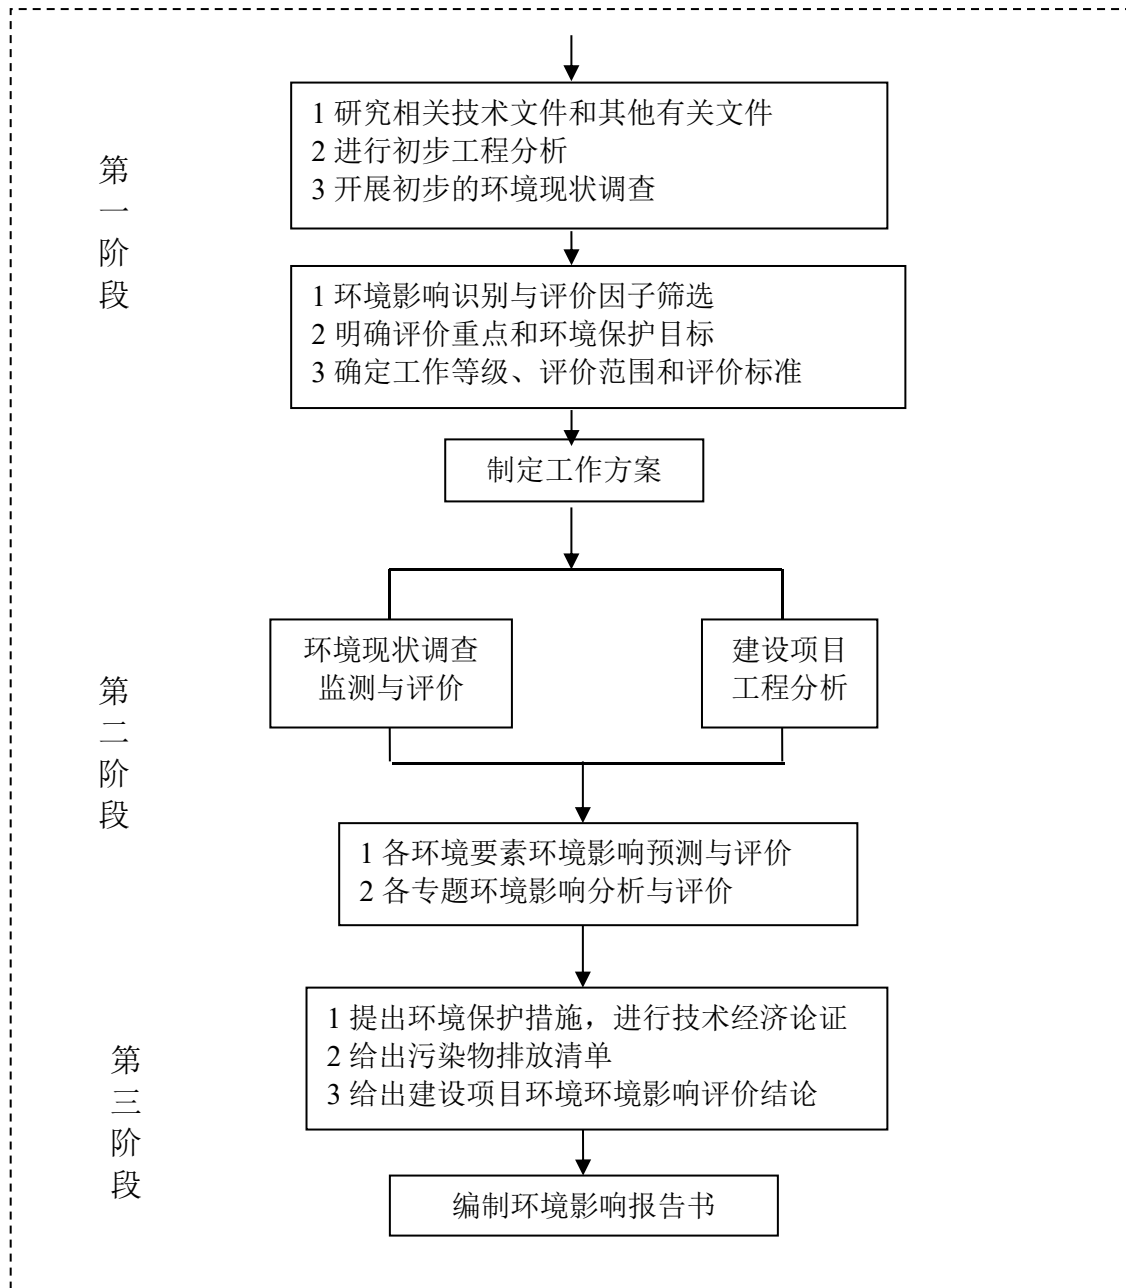 第一阶段
1 研究相关技术文件和其他有关文件
2 进行初步工程分析
3 开展初步的环境现状调查
1 环境影响识别与评价因子筛选
2 明确评价重点和环境保护目标
3 确定工作等级、评价范围和评价标准
制定工作方案
第二阶段
环境现状调查
监测与评价
建设项目
工程分析
1 各环境要素环境影响预测与评价
2 各专题环境影响分析与评价
第三阶段
1 提出环境保护措施，进行技术经济论证
2 给出污染物排放清单
3 给出建设项目环境环境影响评价结论
编制环境影响报告书